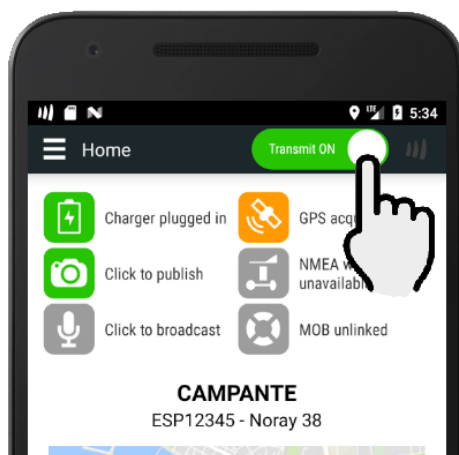 LTE 5:34
Home Transmit ON
Charger plugged in GPS acq
Click to publish NMEA
unavailab
Click to broadcast MOB unlinked
CAMPANTE
ESP12345 - Noray 38